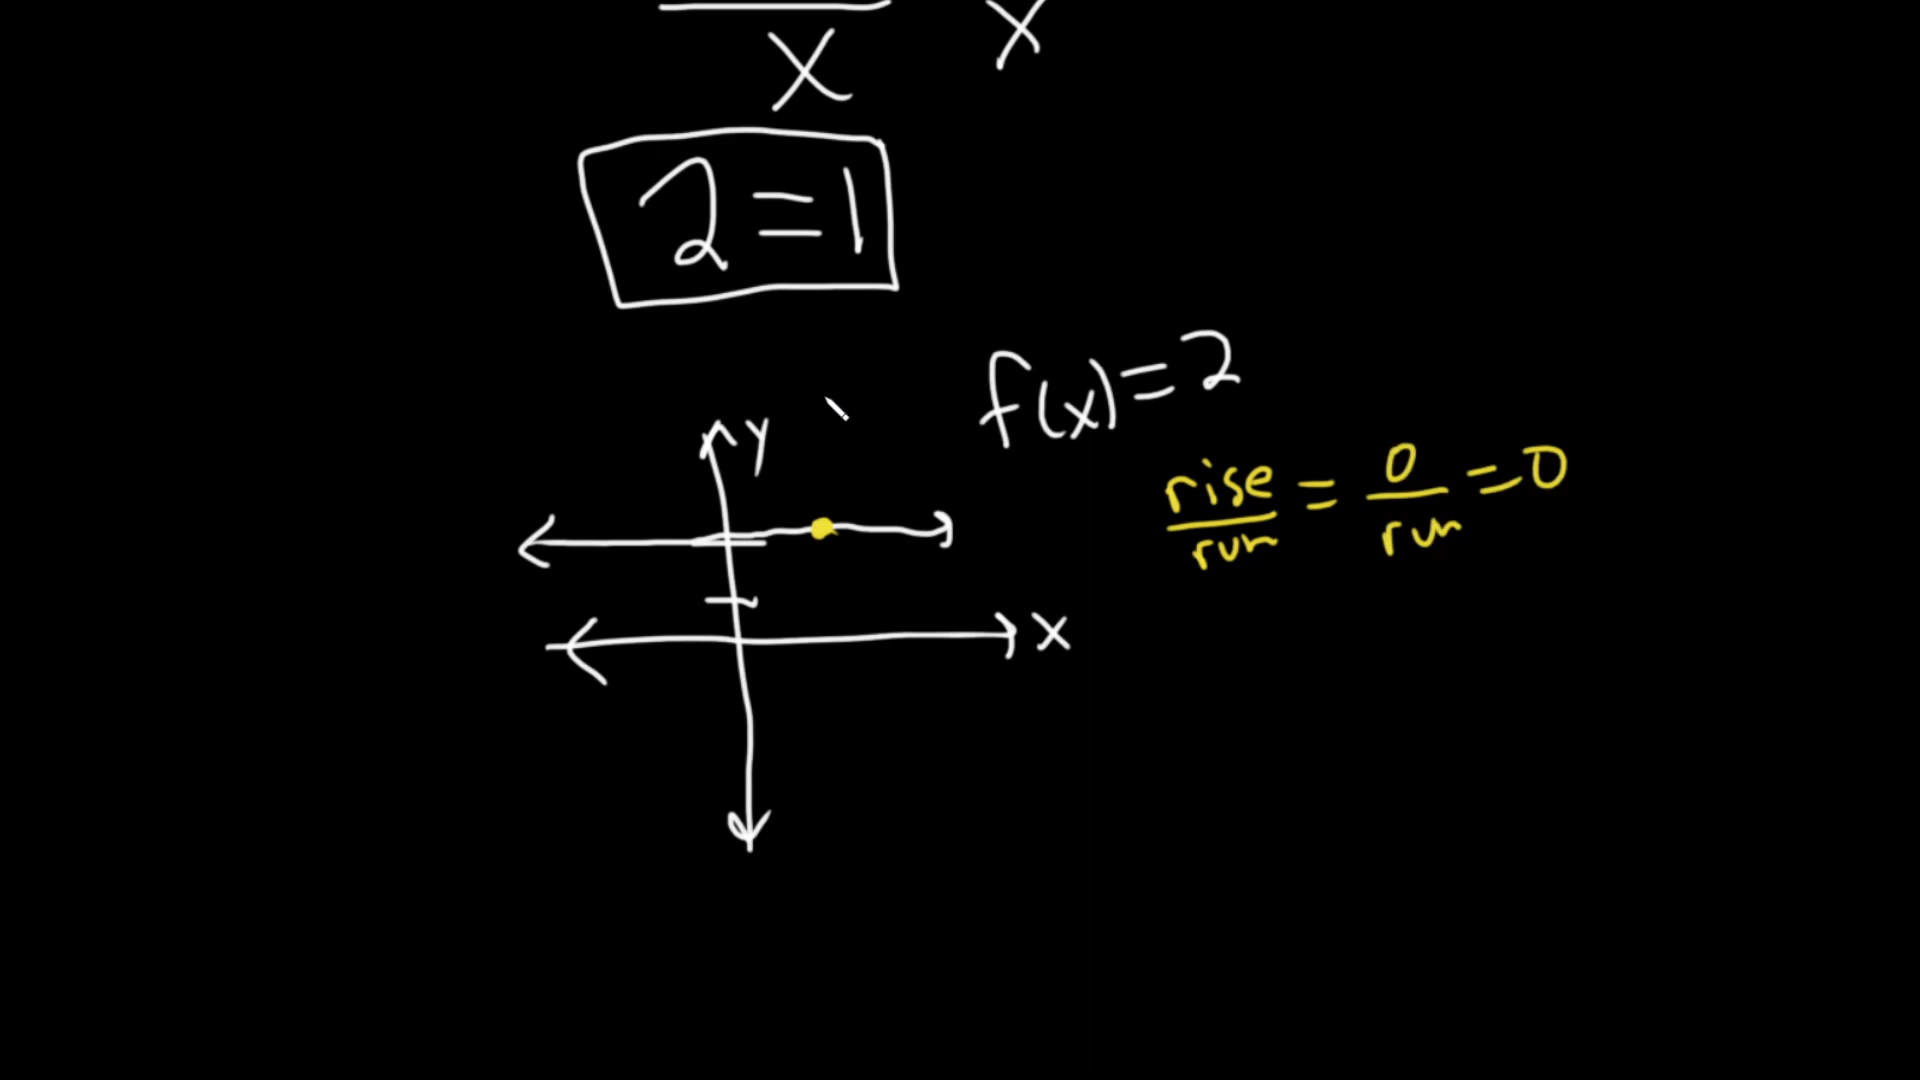 x x
2=1
f(x)=2
y
rise/run = 0/run =0
x